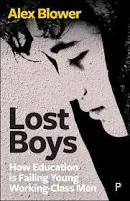 Alex Blower
Lost
Boys
How Education
is Failing Young
Working-Class Men
P